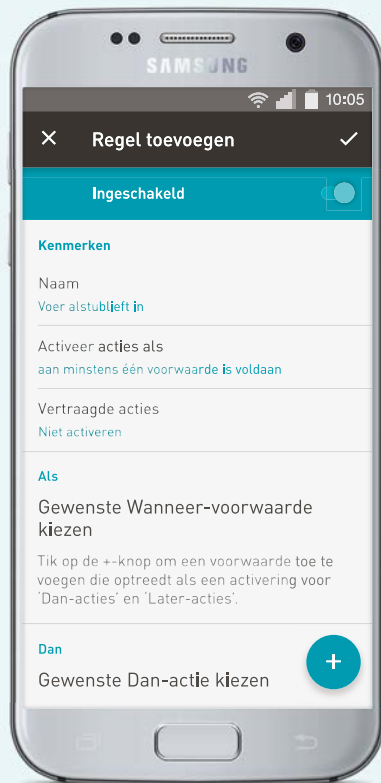 SAMSUNG
10:05
Regel toevoegen
Ingeschakeld
Kenmerken
Naam
Voer alstublieft in
Activeer acties als
aan minstens één voorwaarde is voldaan
Vertraagde acties
Niet activeren
Als
Gewenste Wanneer-voorwaarde
kiezen
Tik op de +-knop om een voorwaarde toe te
voegen die optreedt als een activering voor
'Dan-acties' en 'Later-acties'.
Dan
Gewenste Dan-actie kiezen
+